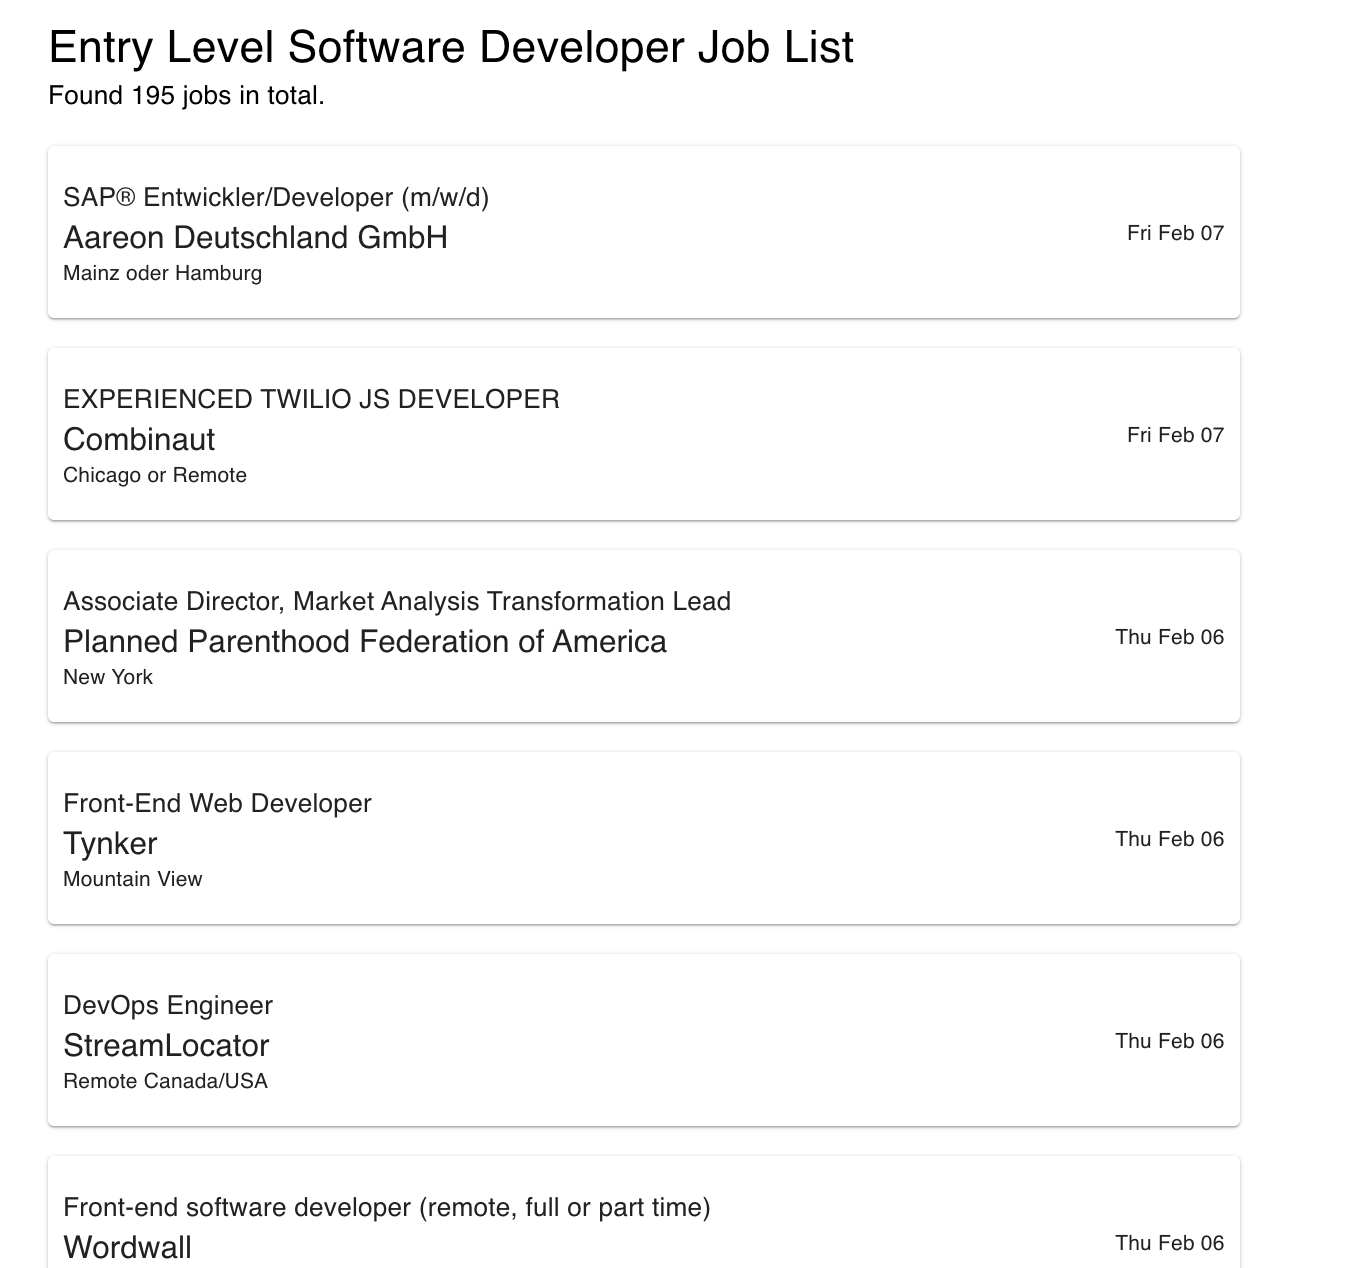 Entry Level Software Developer Job List
Found 195 jobs in total.
SAP® Entwickler/Developer (m/w/d)
Aareon Deutschland GmbH
Mainz oder Hamburg
Fri Feb 07
EXPERIENCED TWILIO JS DEVELOPER
Combinaut
Chicago or Remote
Fri Feb 07
Associate Director, Market Analysis Transformation Lead
Planned Parenthood Federation of America
New York
Thu Feb 06
Front-End Web Developer
Tynker
Mountain View
Thu Feb 06
DevOps Engineer
StreamLocator
Remote Canada/USA
Thu Feb 06
Front-end software developer (remote, full or part time)
Wordwall
Thu Feb 06